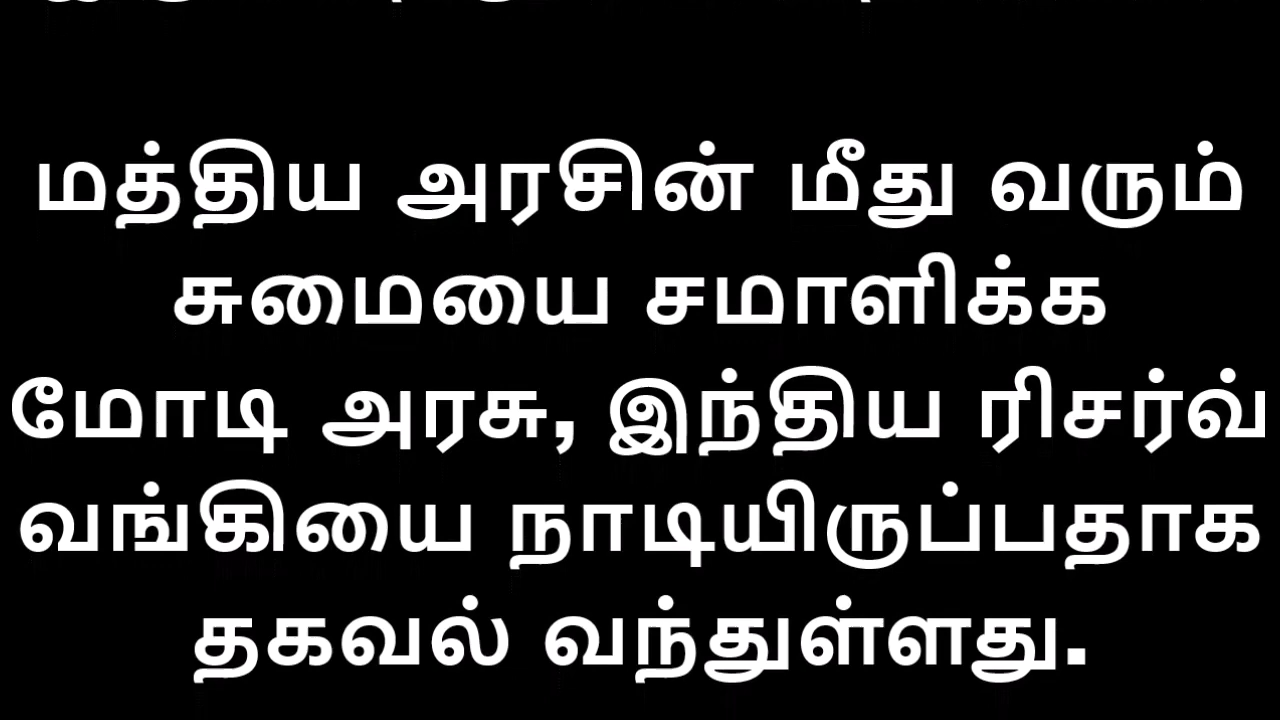 மத்திய அரசின் மீது வரும்
சுமையை சமாளிக்க
மோடி அரசு, இந்திய ரிசர்வ்
வங்கியை நாடியிருப்பதாக
தகவல் வந்துள்ளது.